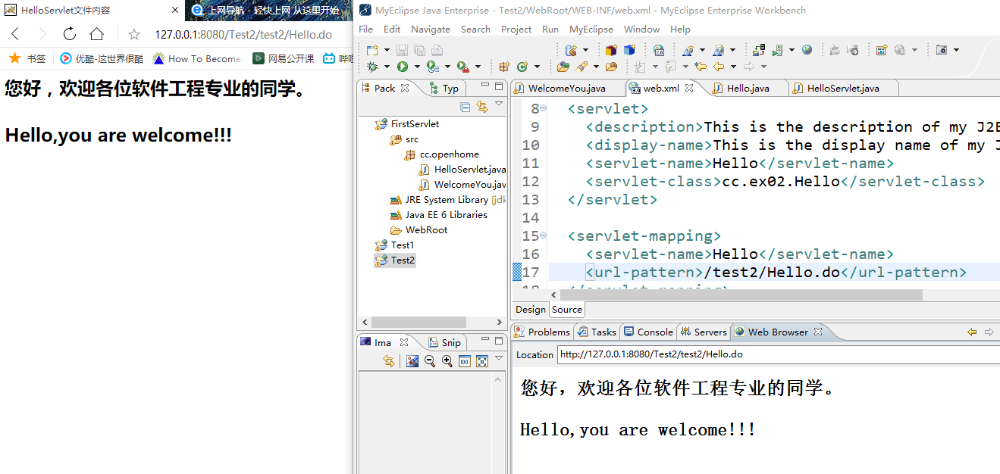 HelloServlet文件内容
上网导航 - 轻快上网 从这里开始
127.0.0.1:8080/Test2/test2/Hello.do
书签 优酷-这世界很酷 How To Become 网易公开课 哔哩
您好，欢迎各位软件工程专业的同学。
Hello,you are welcome!!!
MyEclipse Java Enterprise - Test2/WebRoot/WEB-INF/web.xml - MyEclipse Enterprise Workbench
File Edit Navigate Search Project Run MyEclipse Window Help
Pack Typ
FirstServlet
src
cc.openhome
HelloServlet.java
WelcomeYou.jav
JRE System Library [jdk
Java EE 6 Libraries
WebRoot
Test1
Test2
Ima Snip
WelcomeYou.java web.xml Hello.java HelloServlet.java
8 <servlet>
9 <description>This is the description of my J2E
10 <display-name>This is the display name of my J
11 <servlet-name>Hello</servlet-name>
12 <servlet-class>cc.ex02.Hello</servlet-class>
13 </servlet>
14
15 <servlet-mapping>
16 <servlet-name>Hello</servlet-name>
17 <url-pattern>/test2/Hello.do</url-pattern>
18 </servlet-mapping>
Design Source
Problems Tasks Console Servers Web Browser
Location http://127.0.0.1:8080/Test2/test2/Hello.do
您好，欢迎各位软件工程专业的同学。
Hello,you are welcome!!!